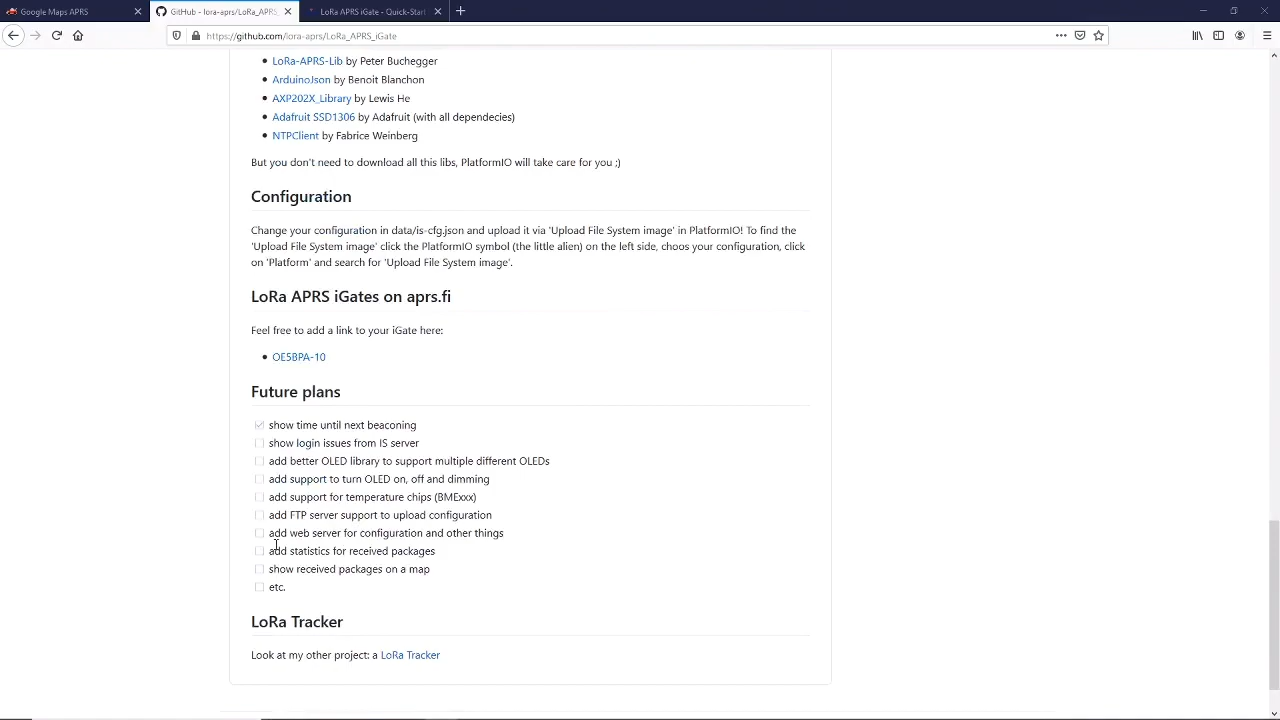 Google Maps APRS
GitHub - lora-aprs/LoRa_APRS_
LoRa APRS iGate - Quick-Start
https://github.com/lora-aprs/LoRa_APRS_iGate
LoRa-APRS-Lib by Peter Buchegger
ArduinoJson by Benoit Blanchon
AXP202X_Library by Lewis He
Adafruit SSD1306 by Adafruit (with all dependecies)
NTPClient by Fabrice Weinberg
But you don't need to download all this libs, PlatformIO will take care for you ;)
Configuration
Change your configuration in data/is-cfg.json and upload it via 'Upload File System image' in PlatformIO! To find the
'Upload File System image' click the PlatformIO symbol (the little alien) on the left side, choos your configuration, click
on 'Platform' and search for 'Upload File System image'.
LoRa APRS iGates on aprs.fi
Feel free to add a link to your iGate here:
OE5BPA-10
Future plans
show time until next beaconing
show login issues from IS server
add better OLED library to support multiple different OLEDs
add support to turn OLED on, off and dimming
add support for temperature chips (BMExxx)
add FTP server support to upload configuration
add web server for configuration and other things
add statistics for received packages
show received packages on a map
etc.
LoRa Tracker
Look at my other project: a LoRa Tracker